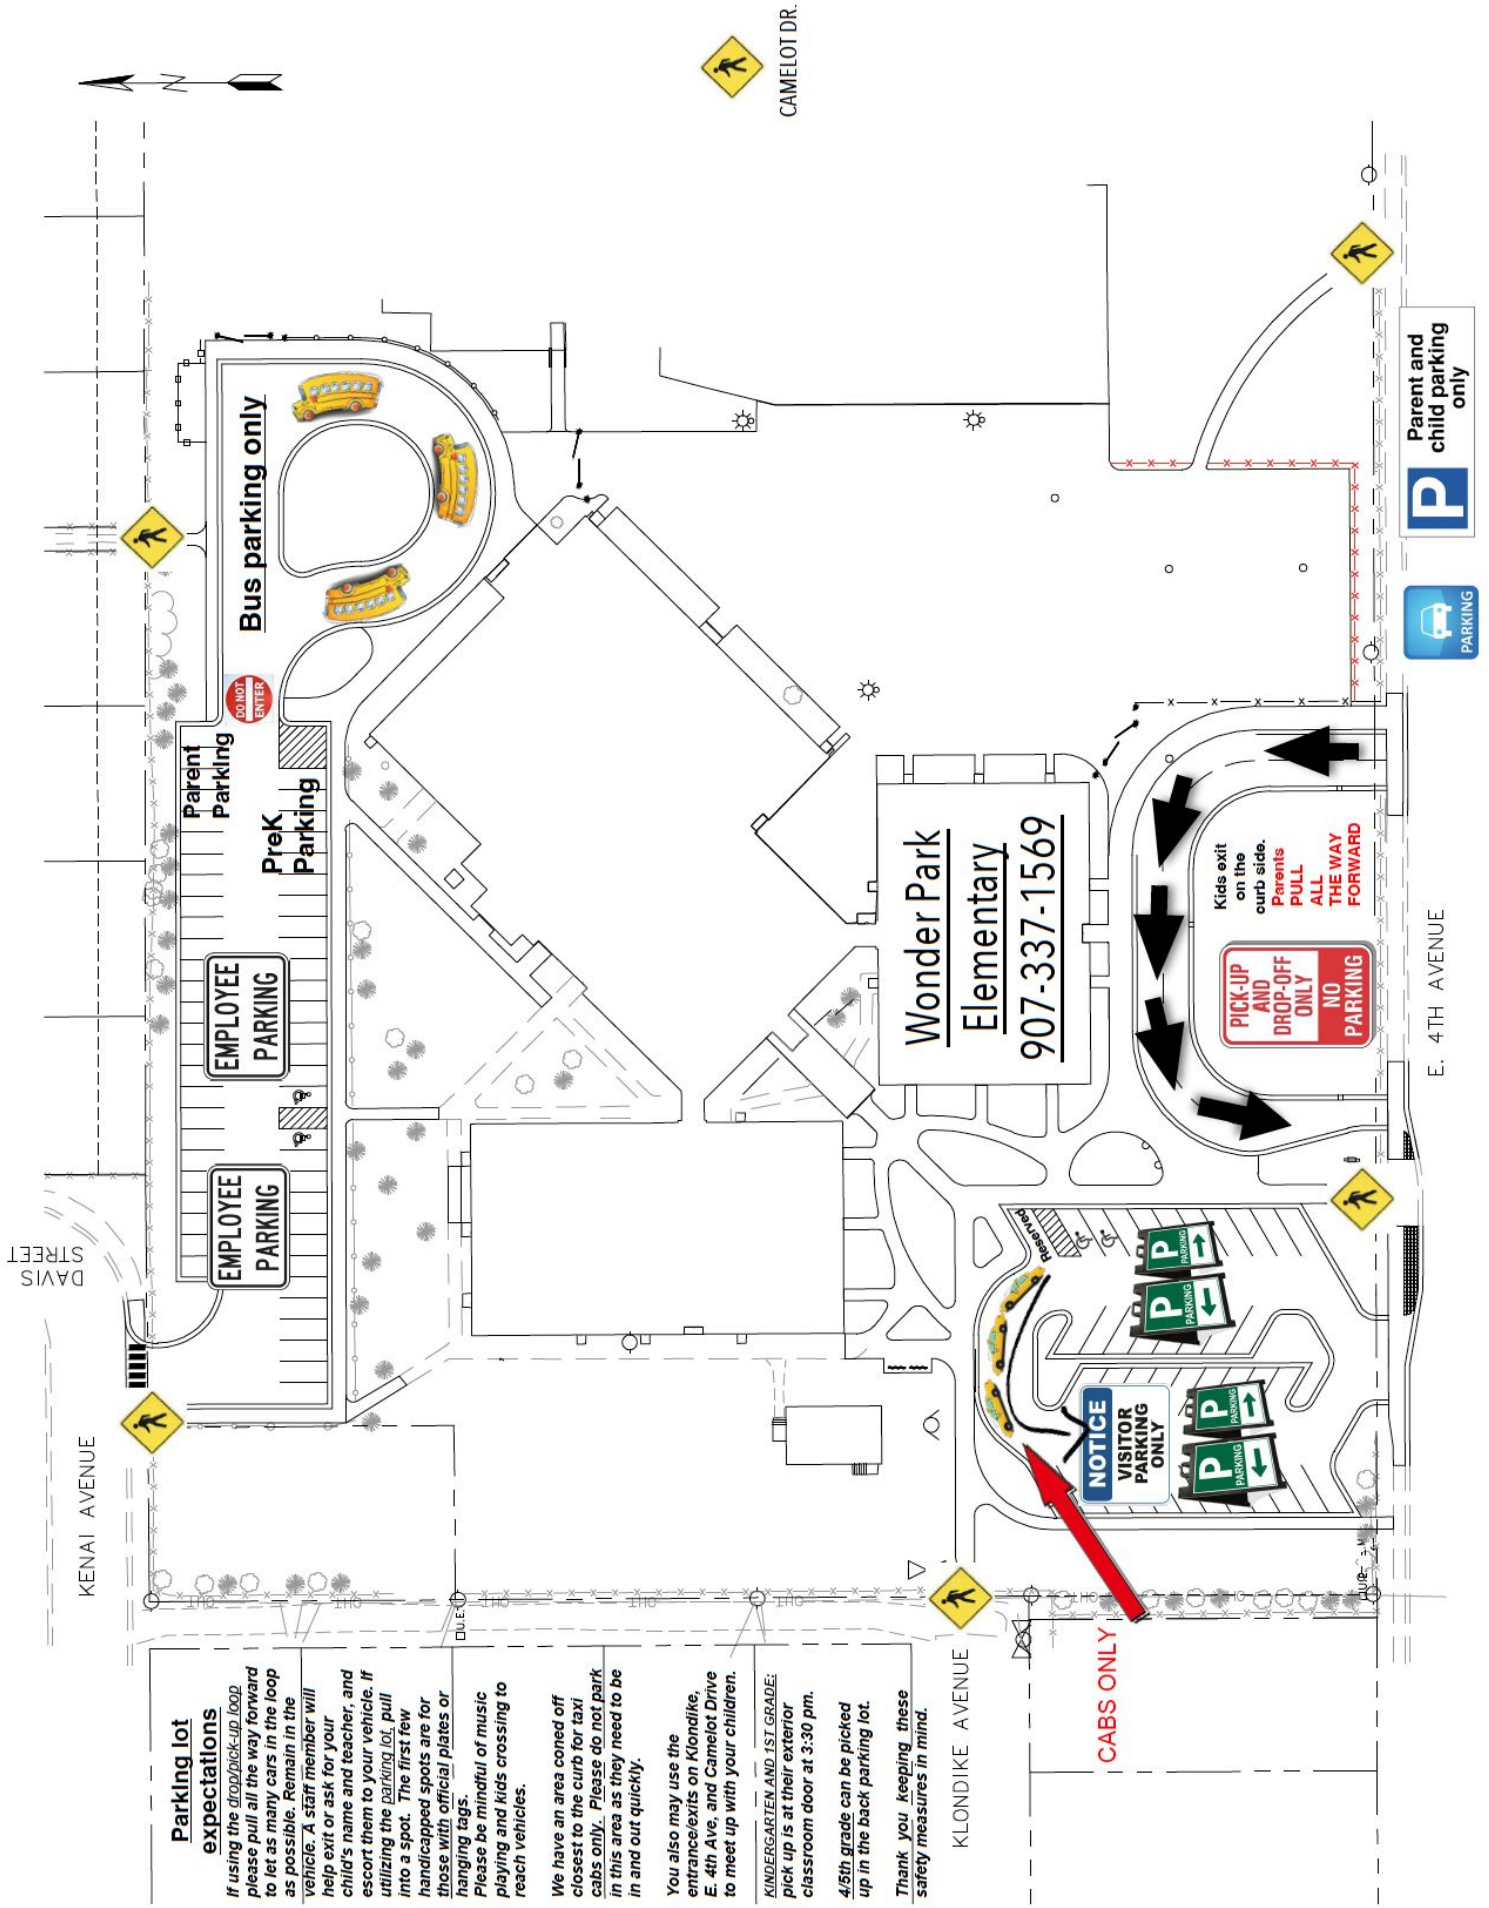 Parking lot
expectations
If using the drop/pick-up loop
please pull all the way forward
to let as many cars in the loop
as possible. Remain in the
vehicle. A staff member will
help exit or ask for your
child's name and teacher, and
escort them to your vehicle. If
utilizing the parking lot, pull
into a spot. The first few
handicapped spots are for
those with official plates or
hanging tags.
Please be mindful of music
playing and kids crossing to
reach vehicles.
We have an area coned off
closest to the curb for taxi
cabs only. Please do not park
in this area as they need to be
in and out quickly.
You also may use the
entrance/exits on Klondike,
E. 4th Ave, and Camelot Drive
to meet up with your children.
KINDERGARTEN AND 1ST GRADE:
pick up is at their exterior
classroom door at 3:30 pm.
4/5th grade can be picked
up in the back parking lot.
Thank you keeping these
safety measures in mind.
KENAI AVENUE
DAVIS
STREET
EMPLOYEE
PARKING
EMPLOYEE
PARKING
Parent
Parking
PreK
Parking
DO NOT
ENTER
Bus parking only
N
CAMELOT DR.
OHT
OHT
OHT
OHT
OHT
OHT
U.E.
KLONDIKE AVENUE
CABS ONLY
Reserved
NOTICE
VISITOR
PARKING
ONLY
P
PARKING
P
PARKING
P
PARKING
P
PARKING
Wonder Park
Elementary
907-337-1569
Kids exit
on the
curb side.
Parents
PULL
ALL
THE WAY
FORWARD
PICK-UP
AND
DROP-OFF
ONLY
NO
PARKING
E. 4TH AVENUE
PARKING
P
Parent and
child parking
only